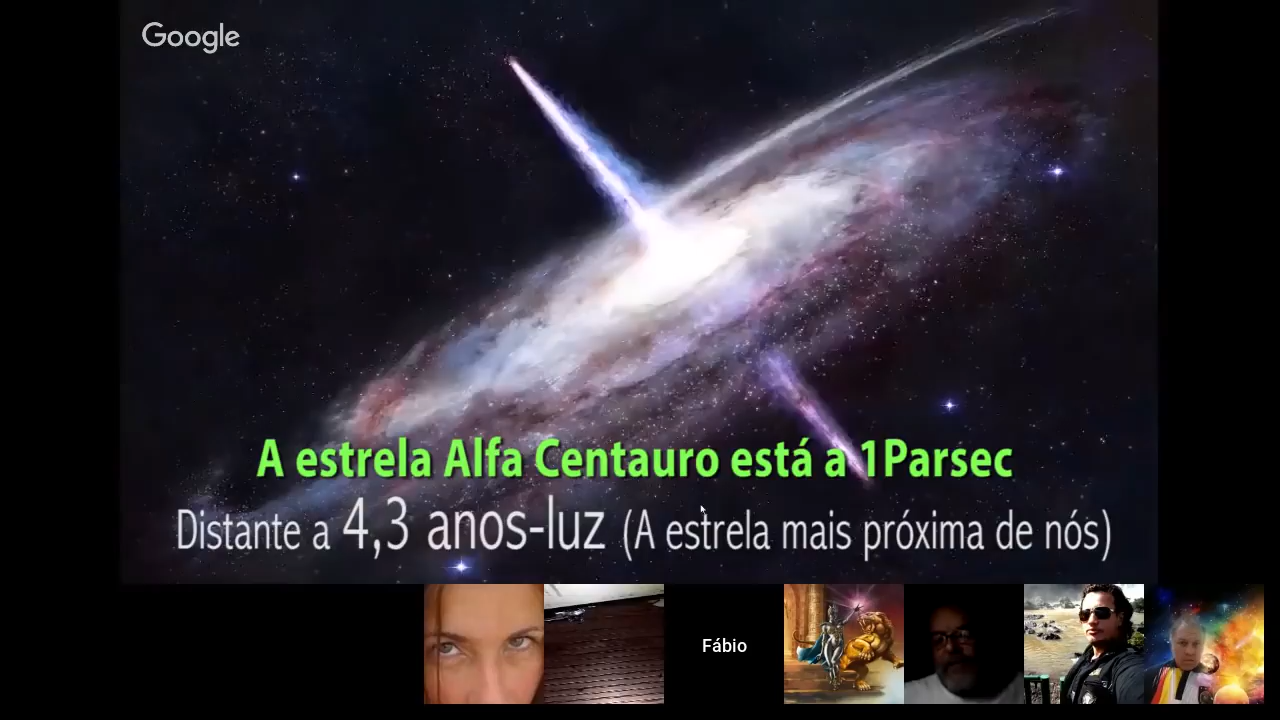 Google
A estrela Alfa Centauro está a 1Parsec
Distante a 4,3 anos-luz (A estrela mais próxima de nós)
Fábio